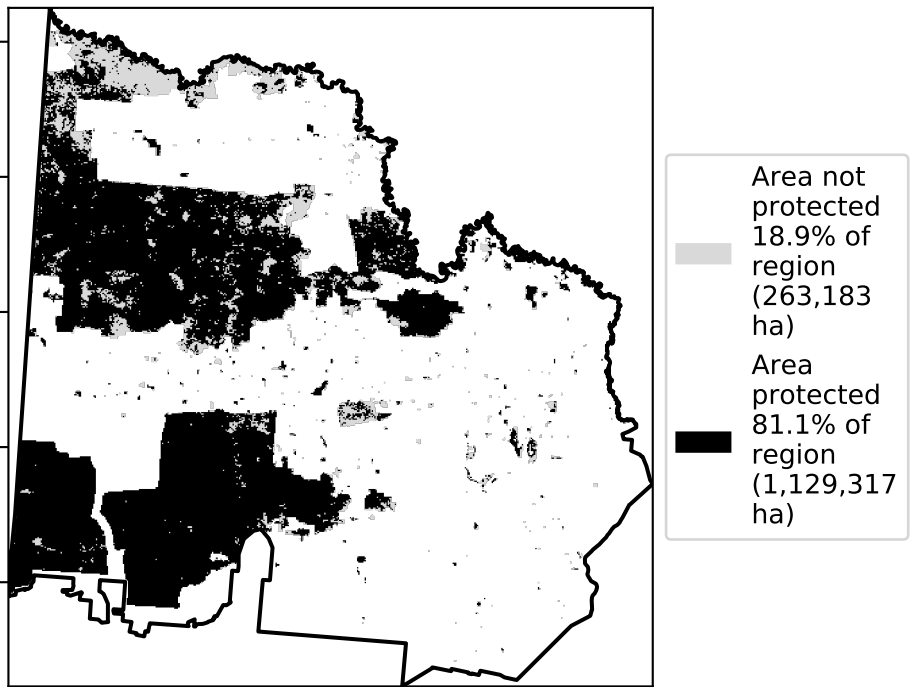 Area not
protected
18.9% of
region
(263,183
ha)
Area
protected
81.1% of
region
(1,129,317
ha)